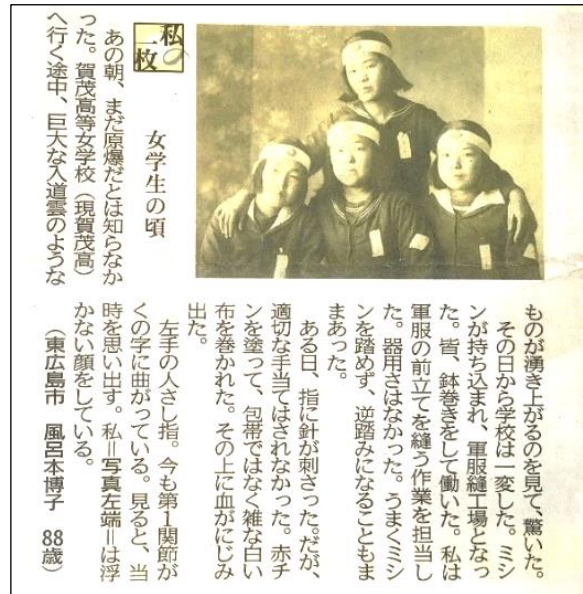 私の
一枚
女学生の頃
あの朝、まだ原爆だとは知らなか
った。賀茂高等女学校（現賀茂高）
へ行く途中、巨大な入道雲のような
ものが湧き上がるのを見て、驚いた。
その日から学校は一変した。ミシ
ンが持ち込まれ、軍服縫工場となっ
た。皆、鉢巻きをして働いた。私は
軍服の前立てを縫う作業を担当し
た。器用さはなかった。うまくミシ
ンを踏めず、逆踏みになることもま
まあった。
ある日、指に針が刺さった。だが、
適切な手当てはされなかった。赤チ
ンを塗って、包帯ではなく雑な白い
布を巻かれた。その上に血がにじみ
出た。
左手の人さし指。今も第1関節が
くの字に曲がっている。見ると、当
時を思い出す。私＝写真左端＝は浮
かない顔をしている。
（東広島市　風呂本博子　88歳）